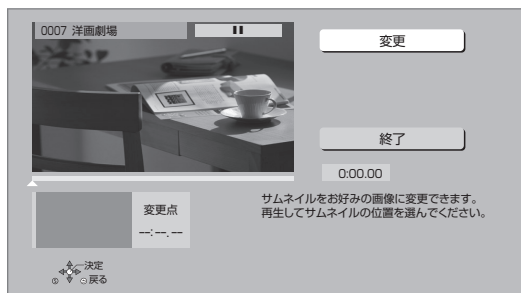 0007 洋画劇場
変更
終了
0:00.00
サムネイルをお好みの画像に変更できます。
再生してサムネイルの位置を選んでください。
変更点
--:--.--
決定
戻る